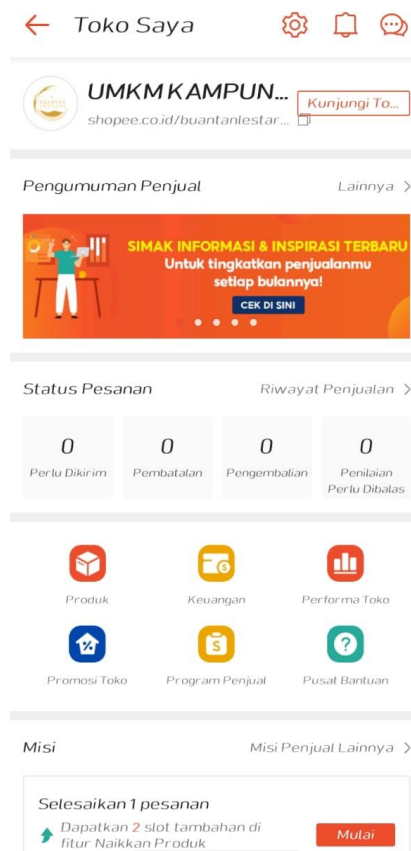 Toko Saya
UMKM KAMPUN...
Kunjungi To...
shopee.co.id/buantanlestar...
Pengumuman Penjual
Lainnya
SIMAK INFORMASI & INSPIRASI TERBARU
Untuk tingkatkan penjualanmu
setiap bulannya!
CEK DI SINI
Status Pesanan
Riwayat Penjualan
0
0
0
0
Perlu Dikirim
Pembatalan
Pengembalian
Penilaian
Perlu Dibalas
Produk
Keuangan
Performa Toko
Promosi Toko
Program Penjual
Pusat Bantuan
Misi
Misi Penjual Lainnya
Selesaikan 1 pesanan
Dapatkan 2 slot tambahan di
fitur Naikkan Produk
Mulai